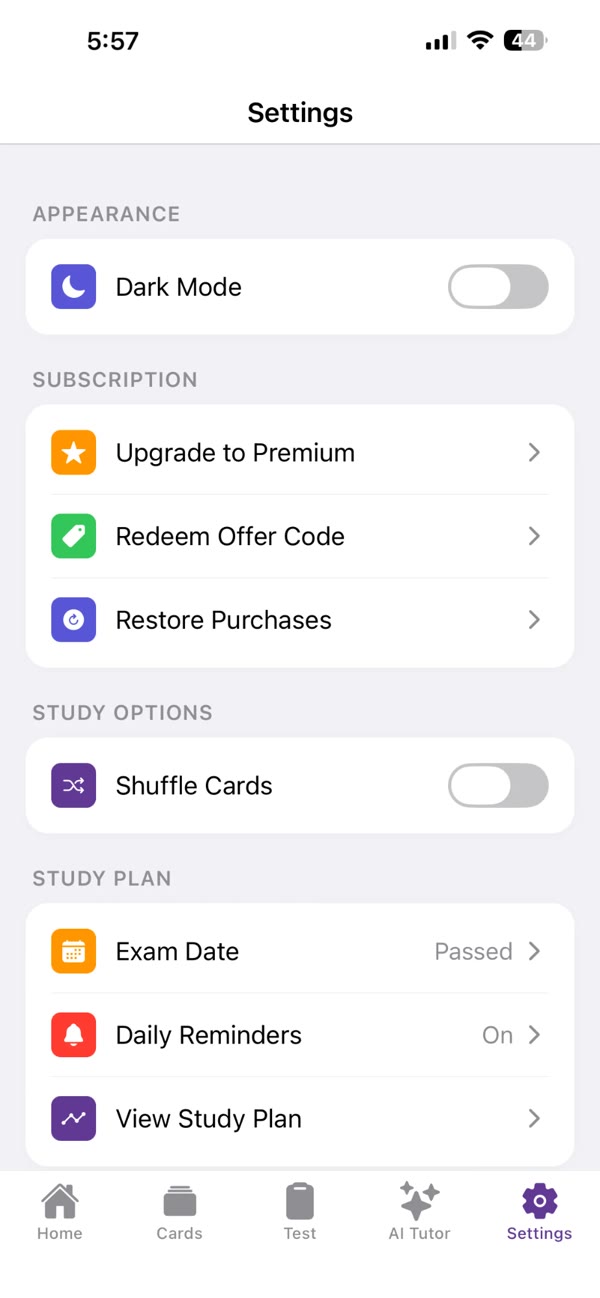 5:57
44
Settings
APPEARANCE
Dark Mode
SUBSCRIPTION
Upgrade to Premium
Redeem Offer Code
Restore Purchases
STUDY OPTIONS
Shuffle Cards
STUDY PLAN
Exam Date Passed
Daily Reminders On
View Study Plan
Home Cards Test AI Tutor Settings